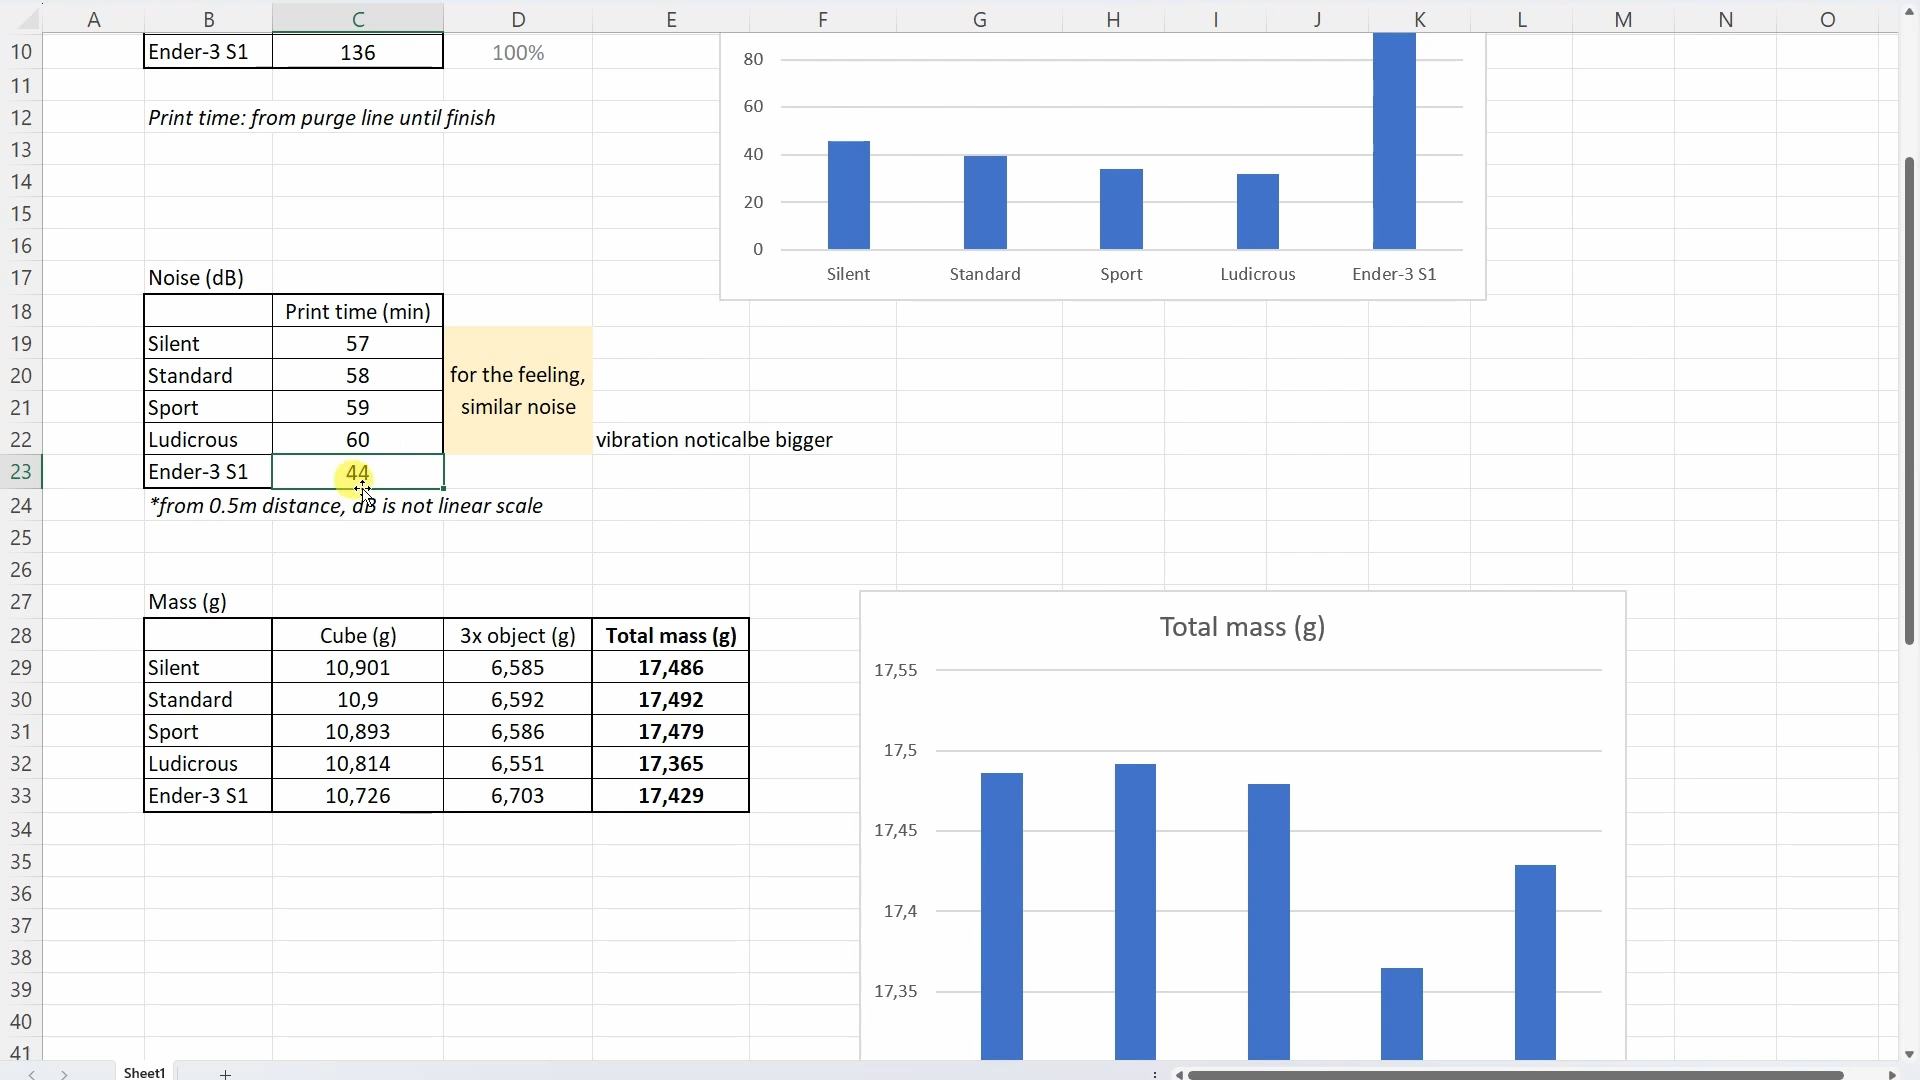 A B C D E F G H I J K L M N O
10 Ender-3 S1 136 100%
11
12 Print time: from purge line until finish
13
14
15
16
17 Noise (dB)
18 Print time (min)
19 Silent 57
20 Standard 58 for the feeling,
21 Sport 59 similar noise
22 Ludicrous 60 vibration noticalbe bigger
23 Ender-3 S1 44
24 *from 0.5m distance, dB is not linear scale
25
26
27 Mass (g)
28 Cube (g) 3x object (g) Total mass (g)
29 Silent 10,901 6,585 17,486
30 Standard 10,9 6,592 17,492
31 Sport 10,893 6,586 17,479
32 Ludicrous 10,814 6,551 17,365
33 Ender-3 S1 10,726 6,703 17,429
34
35
36
37
38
39
40
41
80
60
40
20
0
Silent Standard Sport Ludicrous Ender-3 S1
Total mass (g)
17,55
17,5
17,45
17,4
17,35
Sheet1